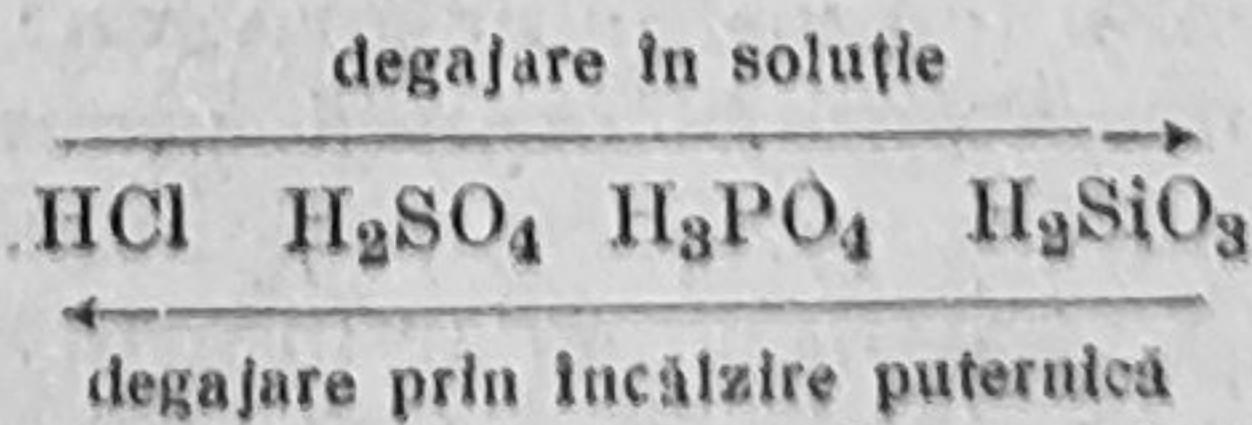 degajare în soluție
HCl H₂SO₄ H₃PO₄ H₂SiO₃
degajare prin încălzire puternică